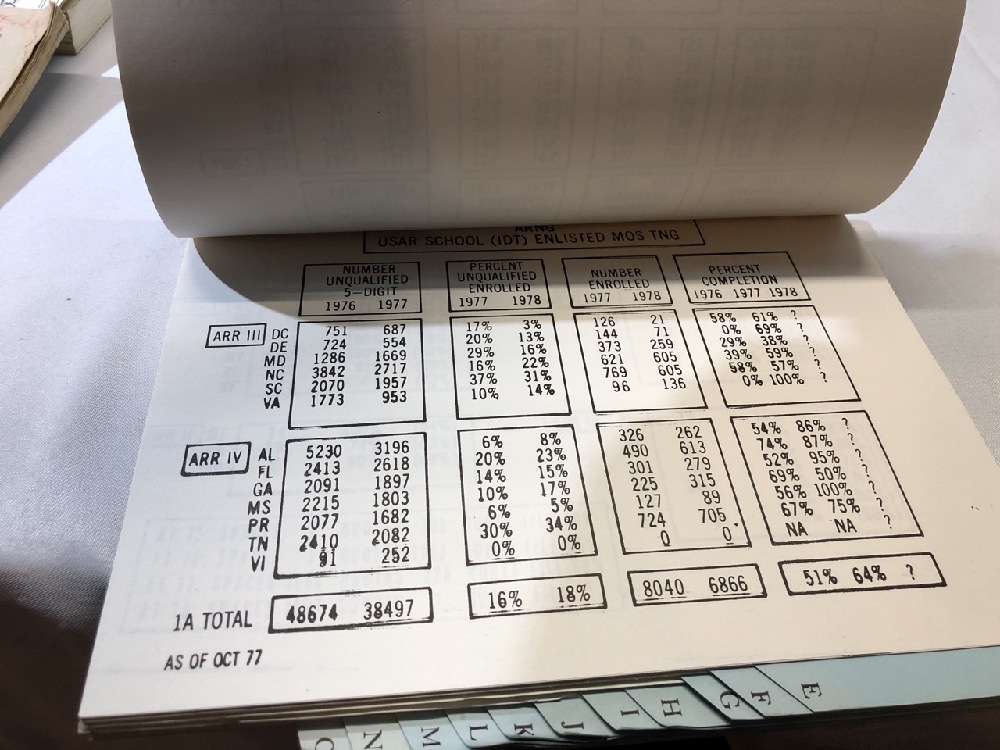 ARNG
USAR SCHOOL (IDT) ENLISTED MOS TNG
NUMBER UNQUALIFIED 5-DIGIT PERCENT UNQUALIFIED ENROLLED NUMBER ENROLLED PERCENT COMPLETION
1976 1977 1977 1978 1977 1978 1976 1977 1978
ARR III DC 751 687 17% 3% 126 21 58% 61% ?
DE 724 554 20% 13% 144 71 0% 69% ?
MD 1286 1669 29% 16% 373 259 29% 38% ?
NC 3842 2717 16% 22% 621 605 39% 59% ?
SC 2070 1957 37% 31% 769 605 58% 57% ?
VA 1773 953 10% 14% 96 136 0% 100% ?
ARR IV AL 5230 3196 6% 8% 326 262 54% 86% ?
FL 2413 2618 20% 23% 490 613 74% 87% ?
GA 2091 1897 14% 15% 301 279 52% 95% ?
MS 2215 1803 10% 17% 225 315 69% 50% ?
PR 2077 1682 6% 5% 127 89 56% 100% ?
TN 2410 2082 30% 34% 724 705 67% 75% ?
VI 91 252 0% 0% 0 0 NA NA ?
1A TOTAL 48674 38497 16% 18% 8040 6866 51% 64% ?
AS OF OCT 77
E
F
G
H
I
J
K
L
M
N